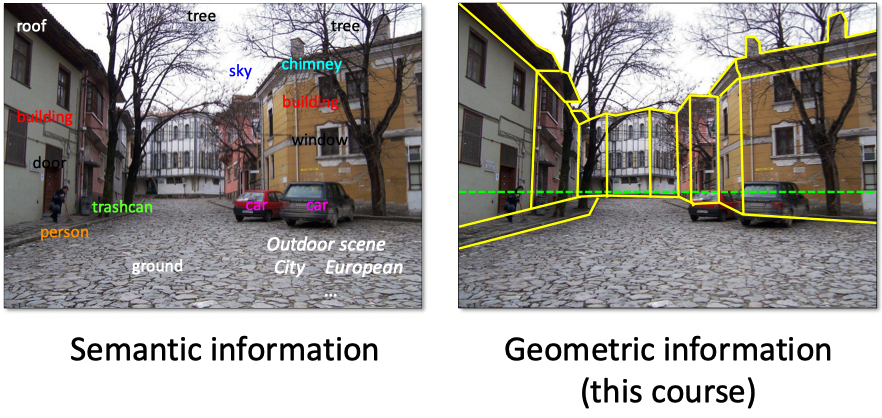 roof
tree
tree
sky
chimney
building
building
window
door
trashcan
car
car
person
Outdoor scene
ground
City European
...
Semantic information
Geometric information
(this course)